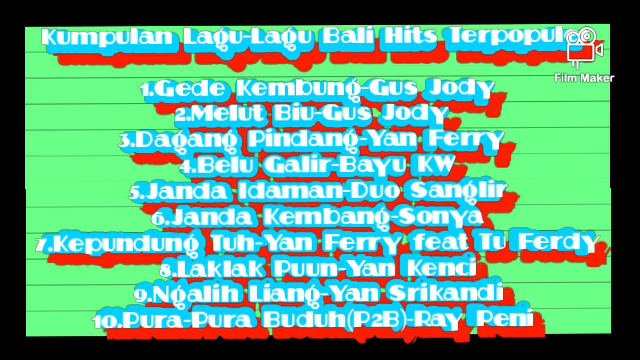 Kumpulan Lagu-Lagu Bali Hits Terpopuler
Film Maker
1.Gede Kembung-Gus Jody
2.Melut Biu-Gus Jody
3.Dagang Pindang-Yan Ferry
4.Belu Galir-Bayu KW
5.Janda Idaman-Duo Sanglir
6.Janda Kembang-Sonya
7.Kepundung Tuh-Yan Ferry feat Tu Ferdy
8.Laklak Puun-Yan Kenci
9.Ngalih Liang-Yan Srikandi
10.Pura-Pura Buduh(P2B)-Ray Peni